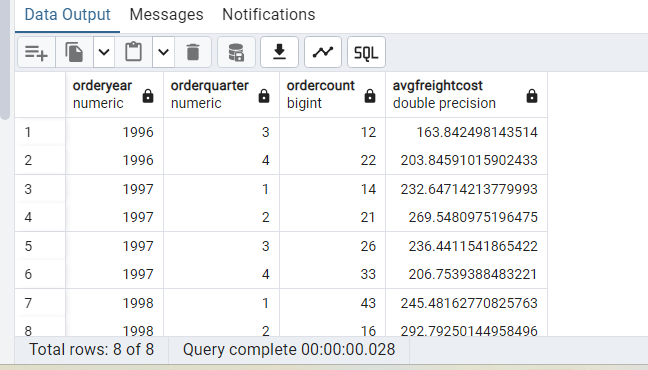 Data Output Messages Notifications
SQL
orderyear orderquarter ordercount avgfreightcost
numeric numeric bigint double precision
1 1996 3 12 163.842498143514
2 1996 4 22 203.84591015902433
3 1997 1 14 232.64714213779993
4 1997 2 21 269.5480975196475
5 1997 3 26 236.4411541865422
6 1997 4 33 206.7539388483221
7 1998 1 43 245.48162770825763
8 1998 2 16 292.79250144958496
Total rows: 8 of 8 Query complete 00:00:00.028